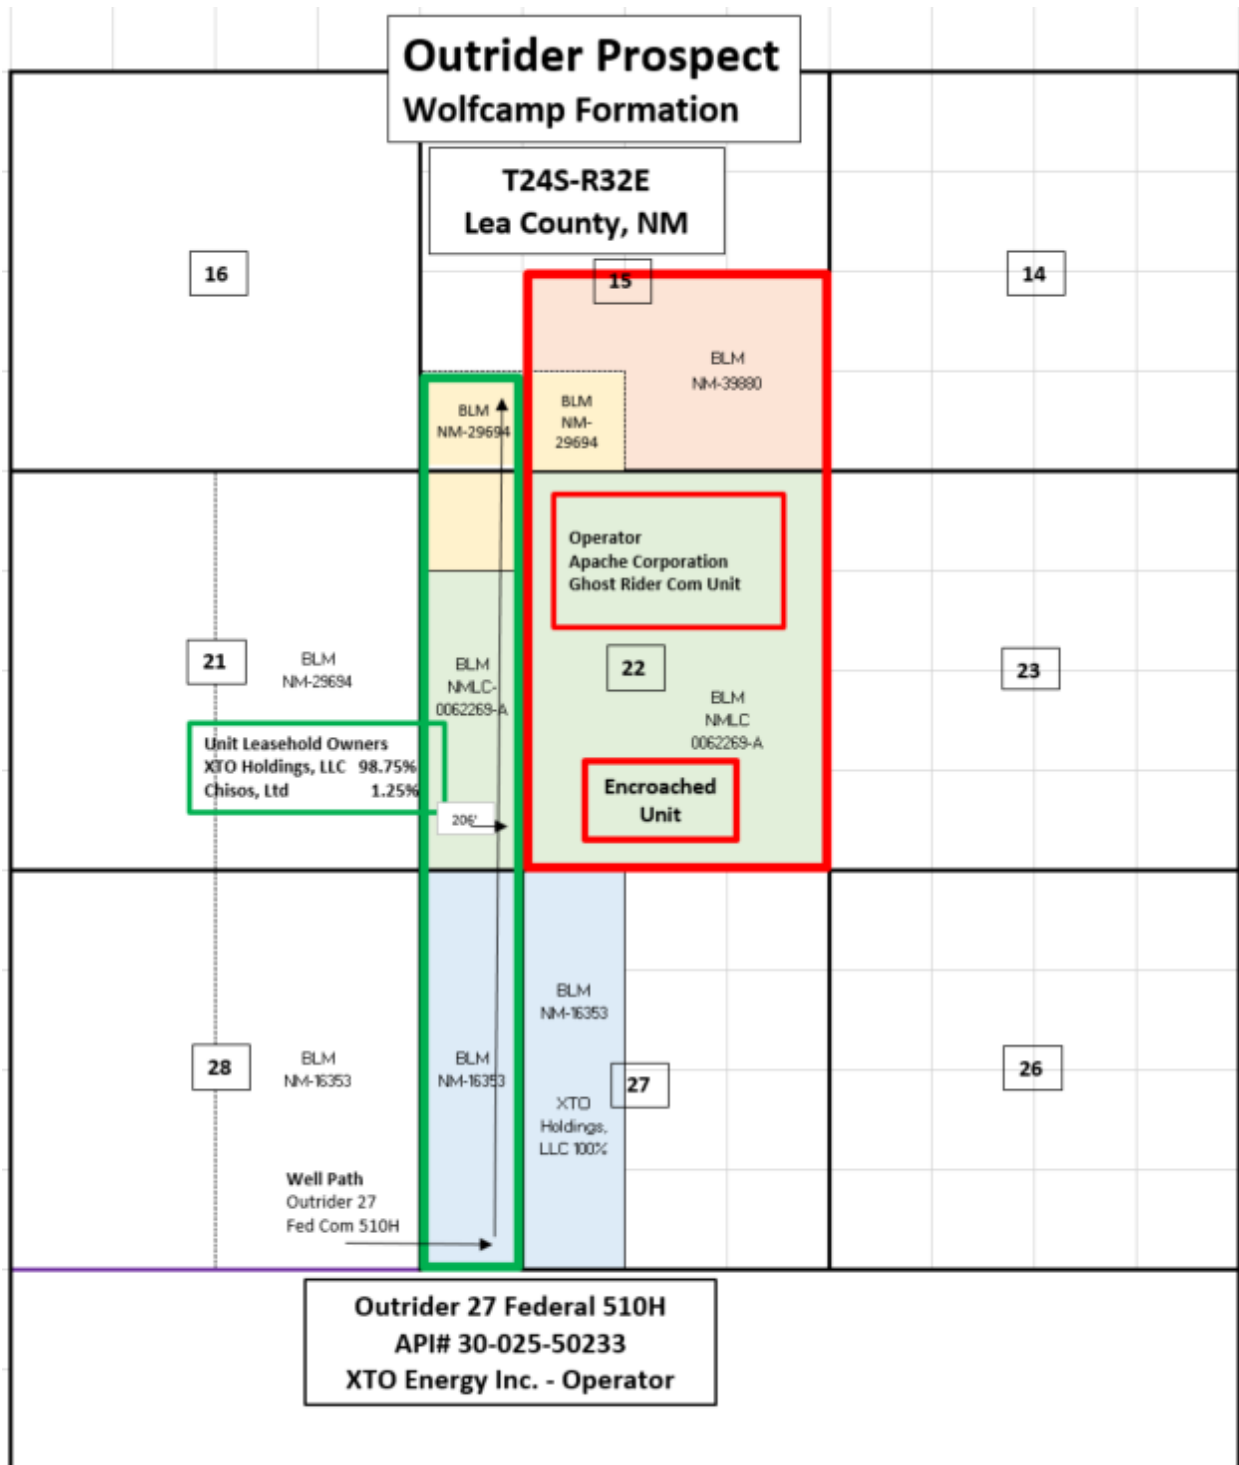 Outrider Prospect
Wolfcamp Formation
T24S-R32E
Lea County, NM
16
15
14
BLM
NM-39880
BLM
NM-29694
BLM
NM-
29694
Operator
Apache Corporation
Ghost Rider Com Unit
21
BLM
NM-29694
BLM
NMLC-
0062269-A
22
BLM
NMLC
0062269-A
23
Unit Leasehold Owners
XTO Holdings, LLC 98.75%
Chisos, Ltd 1.25%
206'
Encroached
Unit
28
BLM
NM-16353
BLM
NM-16353
BLM
NM-16353
XTO
Holdings,
LLC 100%
27
26
Well Path
Outrider 27
Fed Com 510H
Outrider 27 Federal 510H
API# 30-025-50233
XTO Energy Inc. - Operator